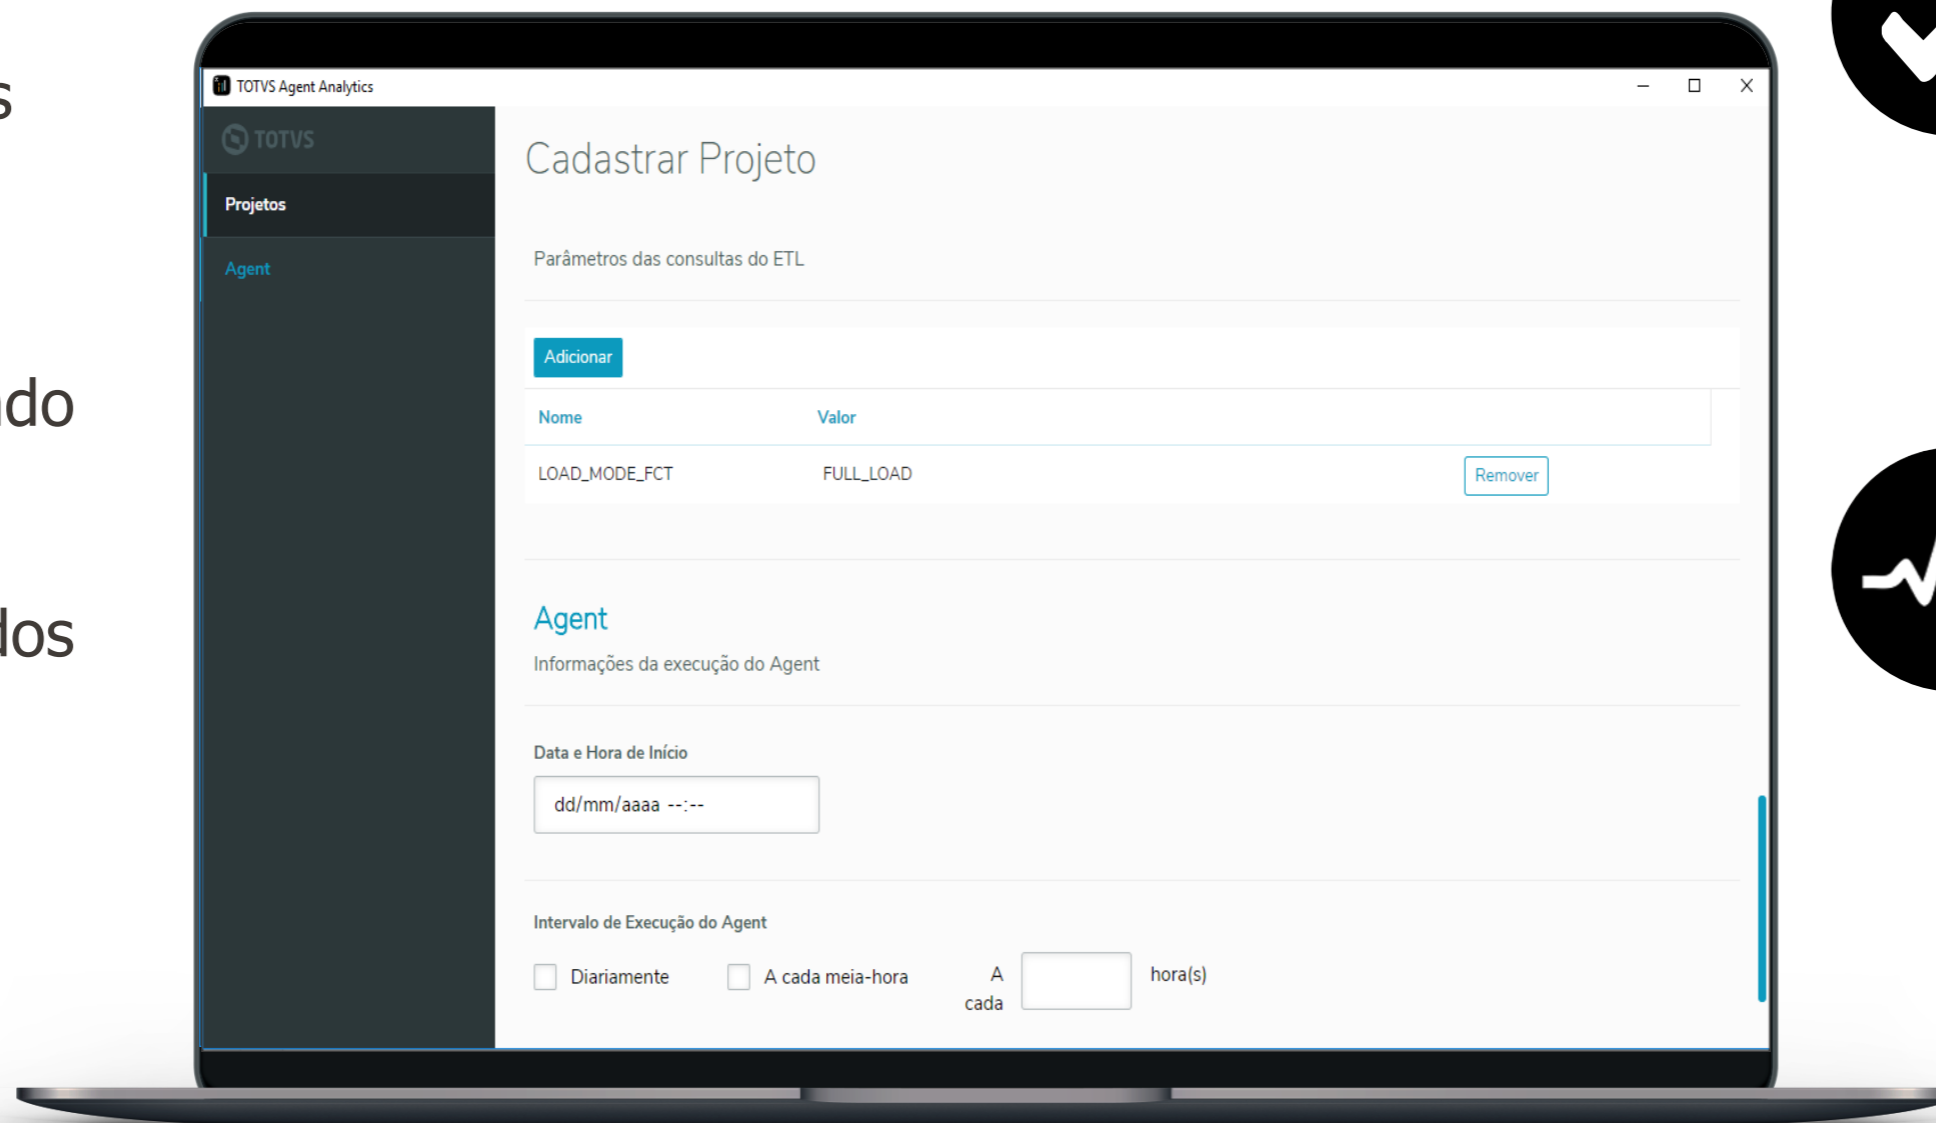 TOTVS Agent Analytics
TOTVS
Projetos
Agent
Cadastrar Projeto
Parâmetros das consultas do ETL
Adicionar
Nome Valor
LOAD_MODE_FCT FULL_LOAD Remover
Agent
Informações da execução do Agent
Data e Hora de Início
dd/mm/aaaa --:--
Intervalo de Execução do Agent
Diariamente A cada meia-hora A cada hora(s)